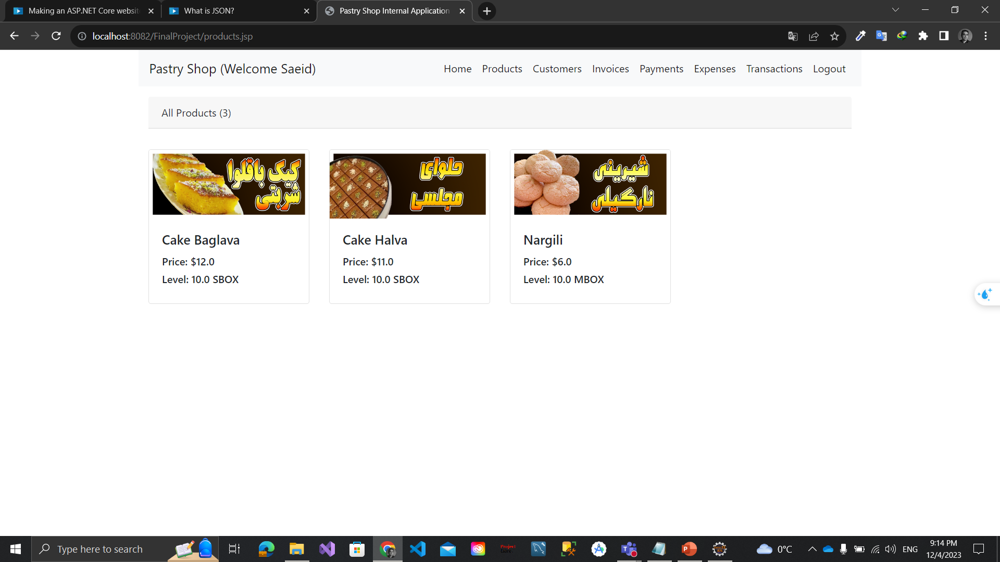 Making an ASP.NET Core websit
What is JSON?
Pastry Shop Internal Application
localhost:8082/FinalProject/products.jsp
Pastry Shop (Welcome Saeid)
Home Products Customers Invoices Payments Expenses Transactions Logout
All Products (3)
کیک باقلوا
شربتی
Cake Baglava
Price: $12.0
Level: 10.0 SBOX
حلوای
مجلسی
Cake Halva
Price: $11.0
Level: 10.0 SBOX
شیرینی
نارگیلی
Nargili
Price: $6.0
Level: 10.0 MBOX
Type here to search
0°C
ENG
9:14 PM
12/4/2023